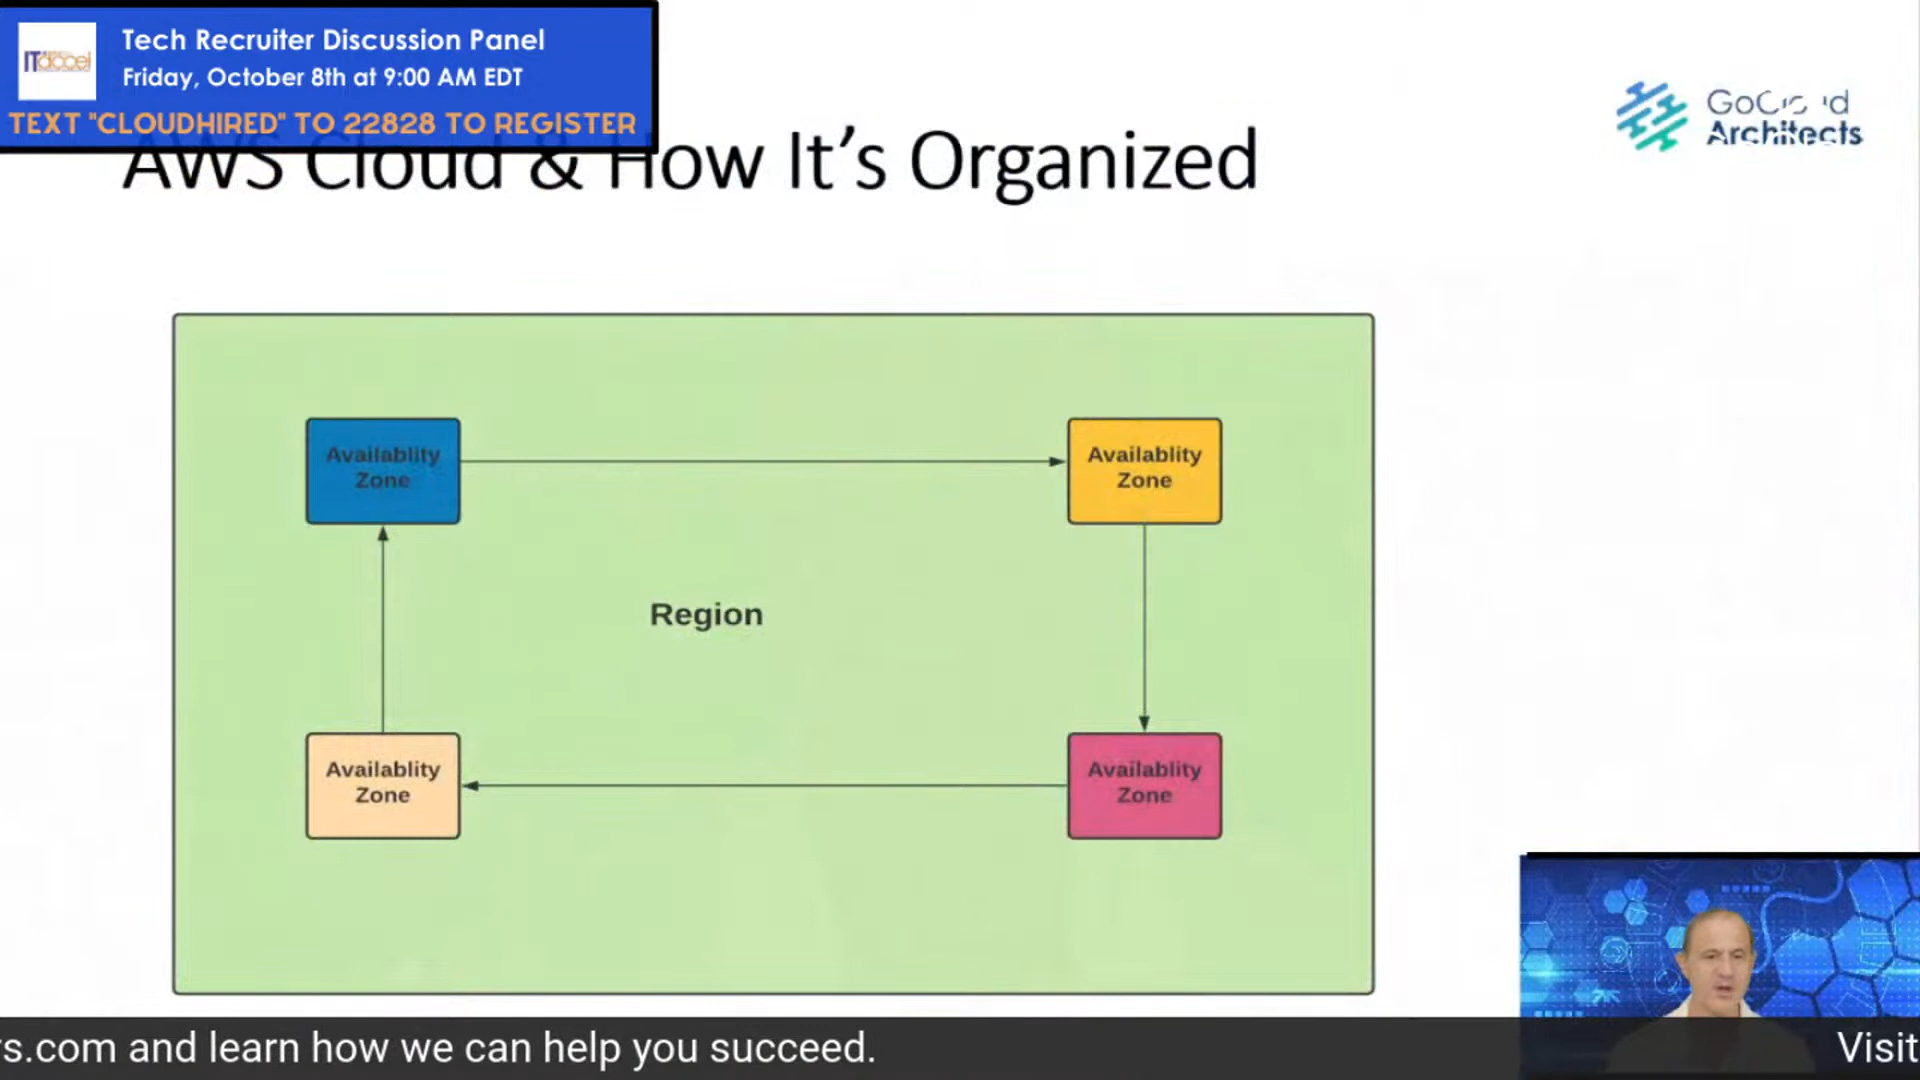 ITaccel
Tech Recruiter Discussion Panel
Friday, October 8th at 9:00 AM EDT
TEXT "CLOUDHIRED" TO 22828 TO REGISTER
AWS Cloud & How It's Organized
GoCloud
Architects
Availablity
Zone
Availablity
Zone
Region
Availablity
Zone
Availablity
Zone
rs.com and learn how we can help you succeed.
Visit